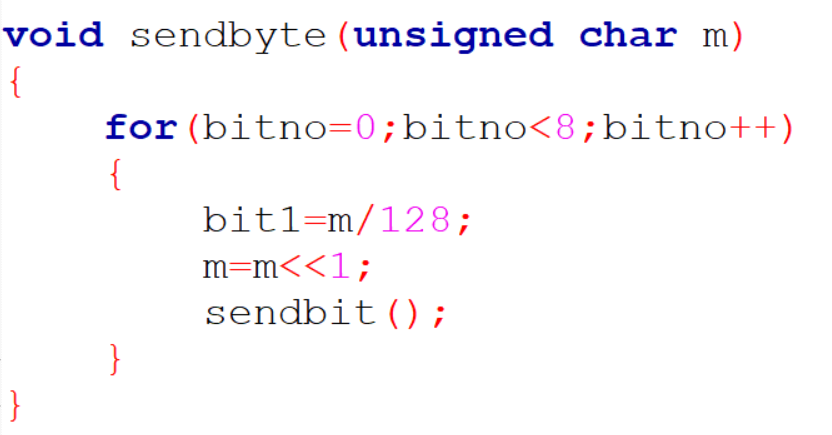 void sendbyte(unsigned char m)
{
for(bitno=0;bitno<8;bitno++)
{
bit1=m/128;
m=m<<1;
sendbit();
}
}